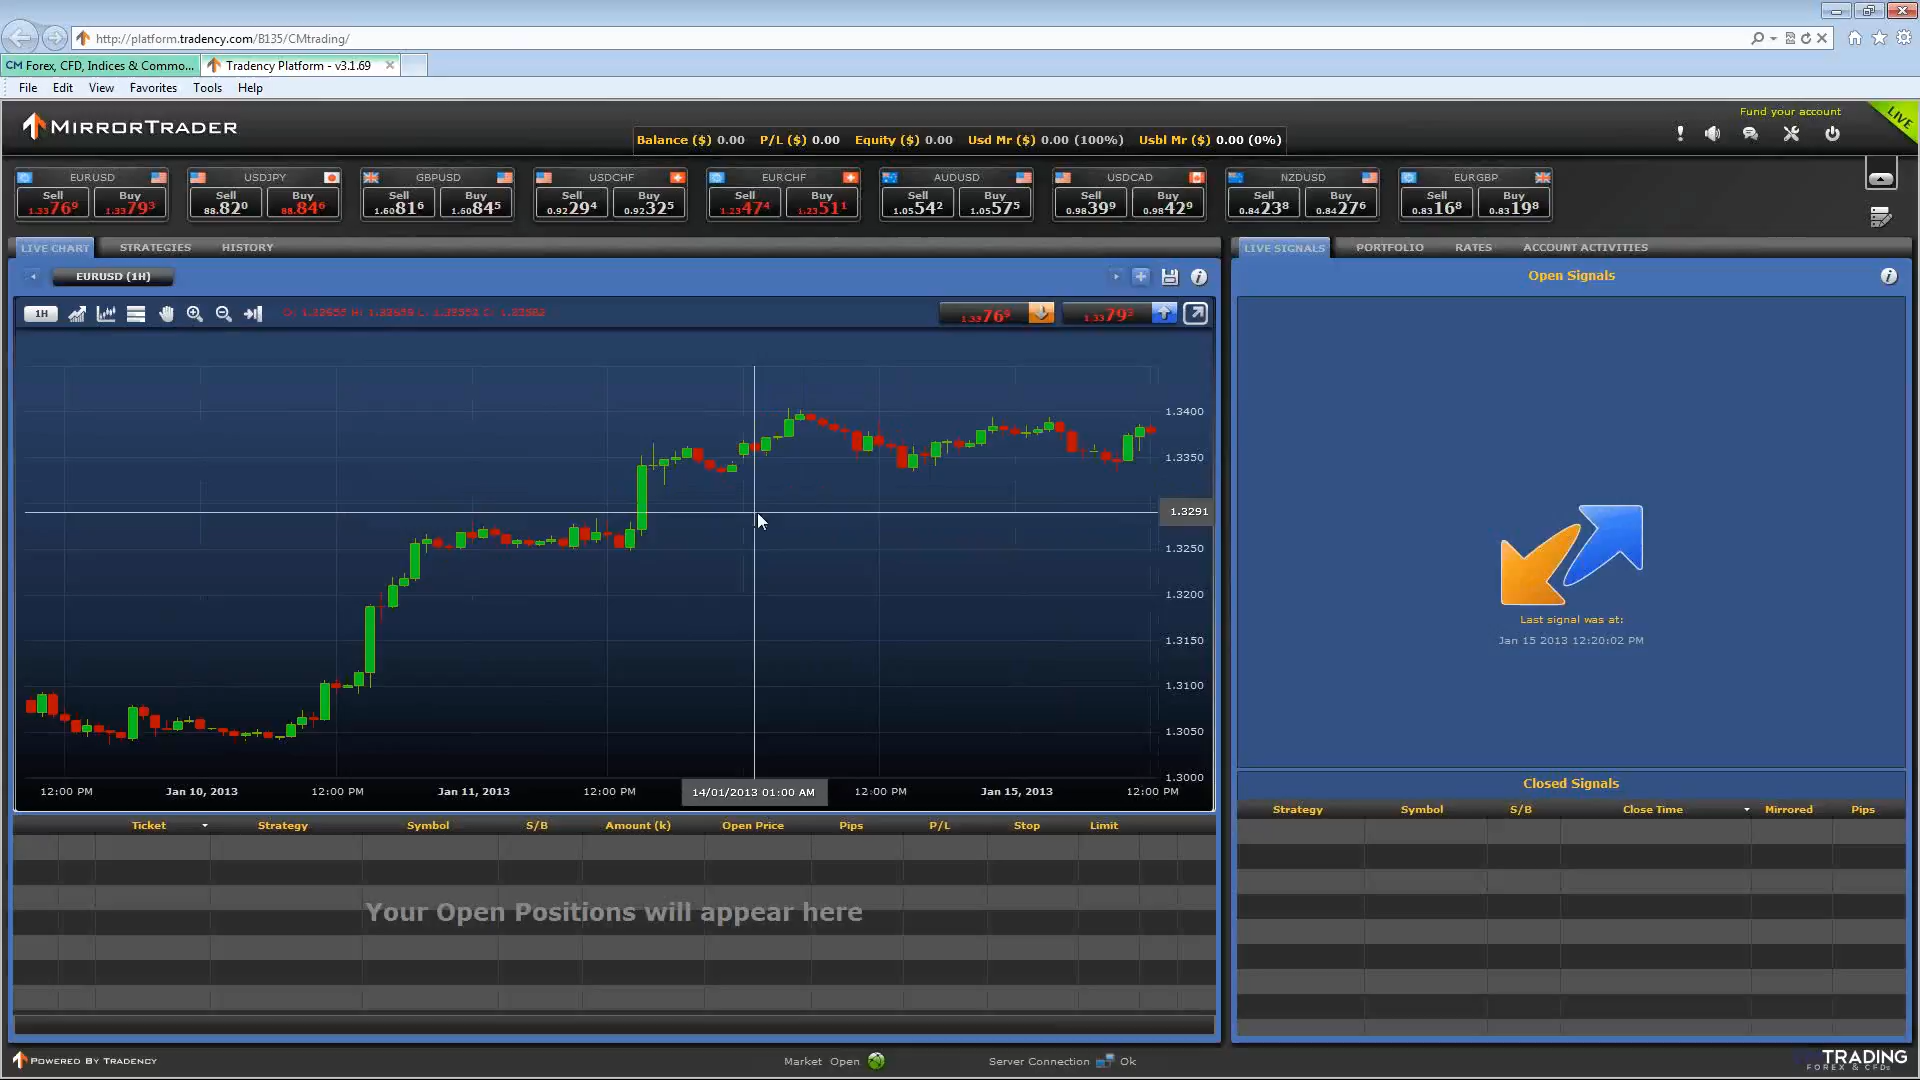 http://platform.tradency.com/B135/CMtrading/
CM Forex, CFD, Indices & Commo...
Tradency Platform - v3.1.69
File Edit View Favorites Tools Help
MIRRORTRADER
Balance ($) 0.00 P/L ($) 0.00 Equity ($) 0.00 Usd Mr ($) 0.00 (100%) Usbl Mr ($) 0.00 (0%)
Fund your account
LIVE
EURUSD USDJPY GBPUSD USDCHF EURCHF AUDUSD USDCAD NZDUSD EURGBP
Sell Buy Sell Buy Sell Buy Sell Buy Sell Buy Sell Buy Sell Buy Sell Buy Sell Buy
1.33769 1.33793 88.820 88.846 1.60816 1.60845 0.92294 0.92325 1.23474 1.23511 1.05542 1.05575 0.98399 0.98429 0.84238 0.84276 0.83168 0.83198
LIVE CHART STRATEGIES HISTORY
LIVE SIGNALS PORTFOLIO RATES ACCOUNT ACTIVITIES
EURUSD (1H)
Open Signals
1H
1.33769 1.33793
1.3400
1.3350
1.3291
1.3250
1.3200
1.3150
1.3100
1.3050
1.3000
12:00 PM Jan 10, 2013 12:00 PM Jan 11, 2013 12:00 PM 14/01/2013 01:00 AM 12:00 PM Jan 15, 2013 12:00 PM
Last signal was at:
Jan 15 2013 12:20:02 PM
Closed Signals
Strategy Symbol S/B Close Time Mirrored Pips
Ticket Strategy Symbol S/B Amount (k) Open Price Pips P/L Stop Limit
Your Open Positions will appear here
POWERED BY TRADENCY
Market Open
Server Connection Ok
TRADING
FOREX & CFDs